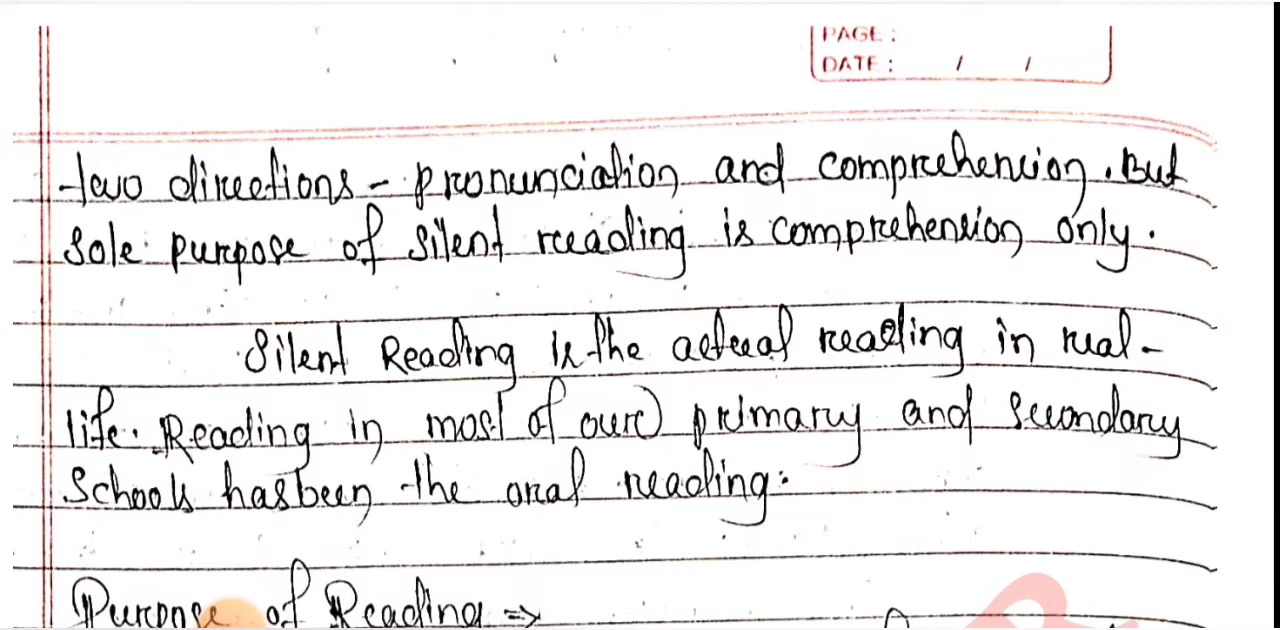 PAGE :
DATE : / /
two directions - pronunciation and comprehension. But
sole purpose of silent reading is comprehension only.
Silent Reading is the actual reading in real-
life. Reading in most of our primary and secondary
schools has been the oral reading.
Purpose of Reading ⇒